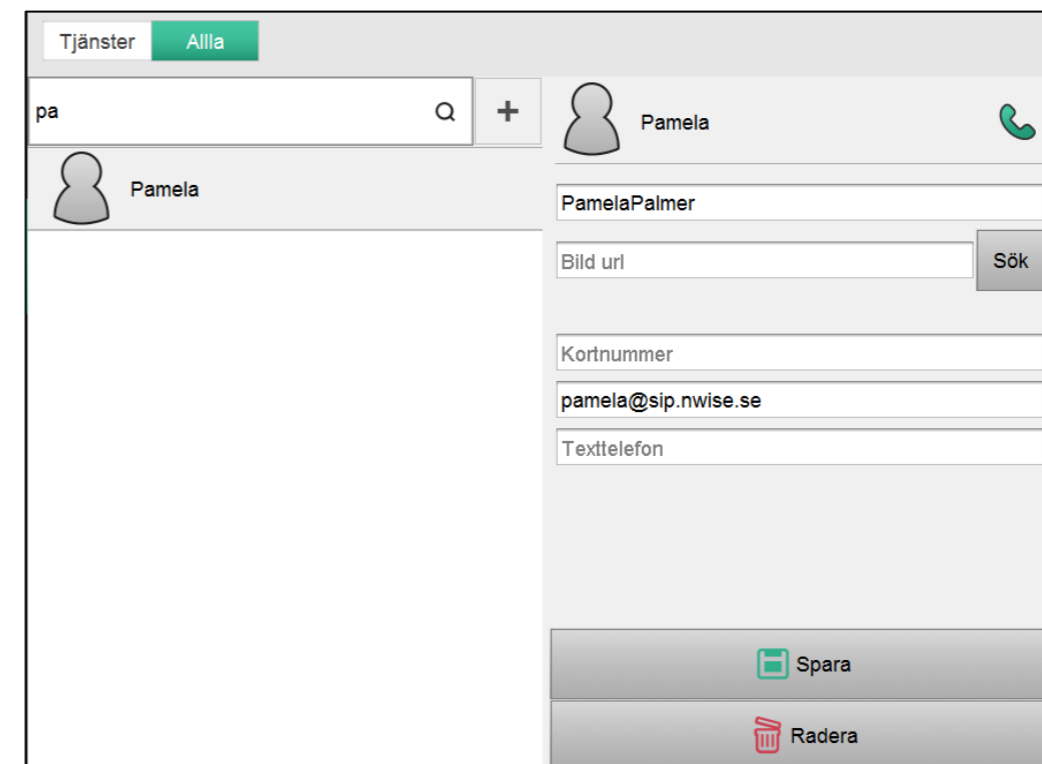 Tjänster Allla
pa
Pamela
Pamela
PamelaPalmer
Bild url Sök
Kortnummer
pamela@sip.nwise.se
Texttelefon
Spara
Radera